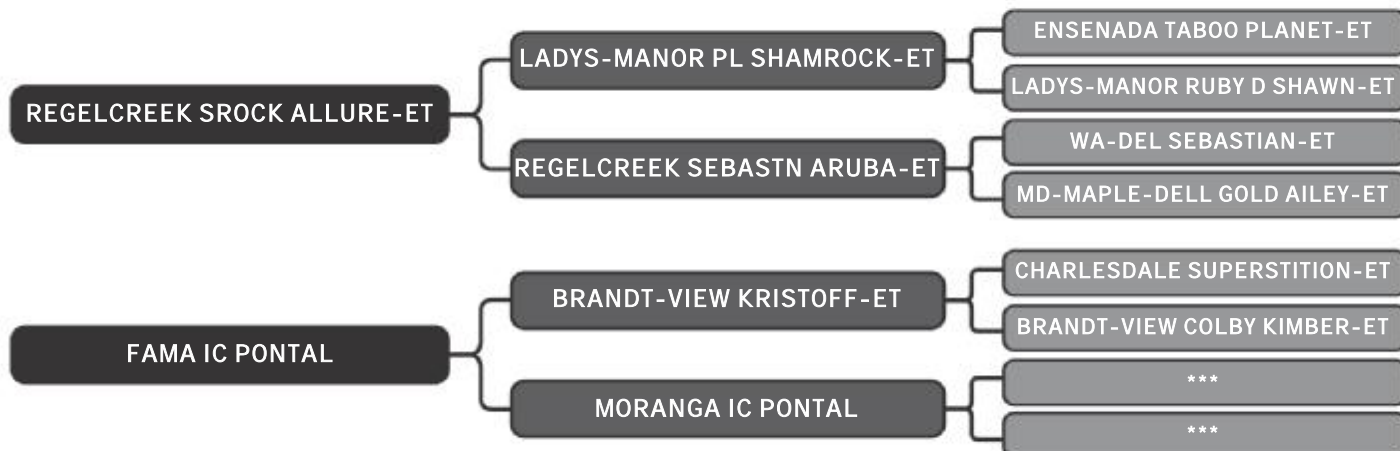 ENSENADA TABOO PLANET-ET
LADYS-MANOR PL SHAMROCK-ET
LADYS-MANOR RUBY D SHAWN-ET
REGELCREEK SROCK ALLURE-ET
WA-DEL SEBASTIAN-ET
REGELCREEK SEBASTN ARUBA-ET
MD-MAPLE-DELL GOLD AILEY-ET
CHARLESDALE SUPERSTITION-ET
BRANDT-VIEW KRISTOFF-ET
BRANDT-VIEW COLBY KIMBER-ET
FAMA IC PONTAL
***
MORANGA IC PONTAL
***